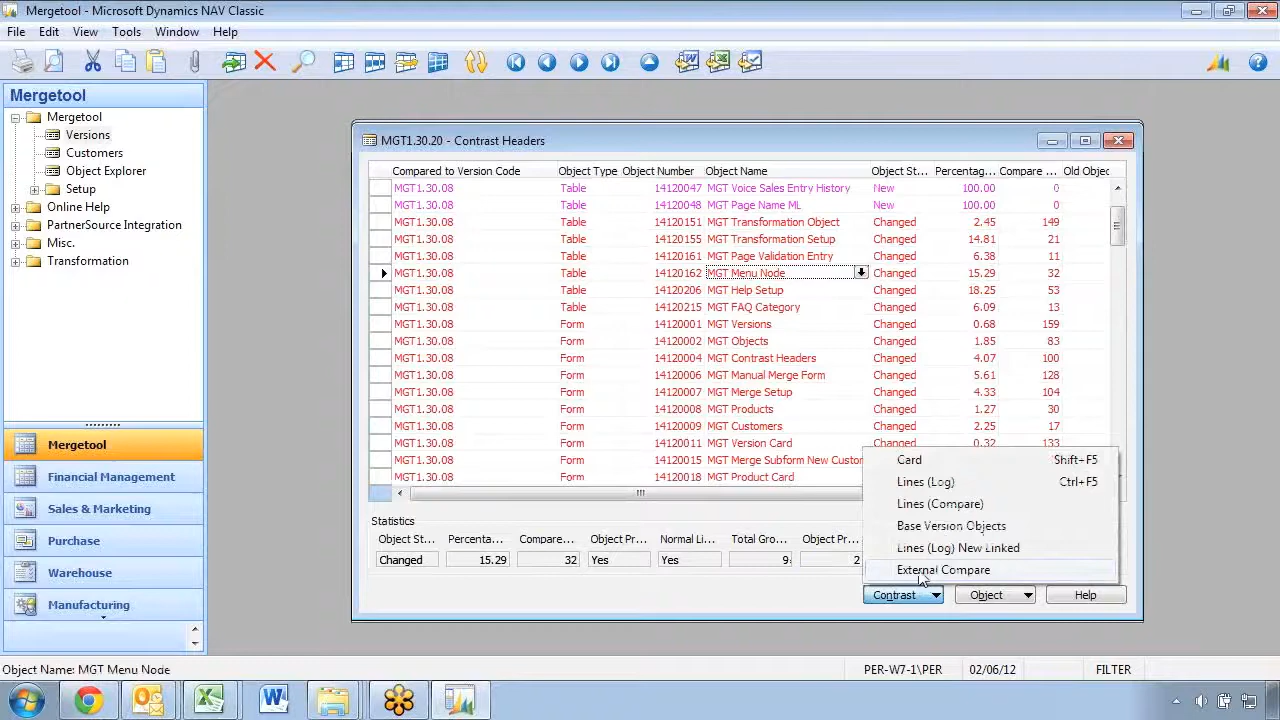 Mergetool - Microsoft Dynamics NAV Classic
File Edit View Tools Window Help
Mergetool
Mergetool
Versions
Customers
Object Explorer
Setup
Online Help
PartnerSource Integration
Misc.
Transformation
Mergetool
Financial Management
Sales & Marketing
Purchase
Warehouse
Manufacturing
MGT1.30.20 - Contrast Headers
Compared to Version Code Object Type Object Number Object Name Object St... Percentag... Compare ... Old Objec
MGT1.30.08 Table 14120047 MGT Voice Sales Entry History New 100.00 0
MGT1.30.08 Table 14120048 MGT Page Name ML New 100.00 0
MGT1.30.08 Table 14120151 MGT Transformation Object Changed 2.45 149
MGT1.30.08 Table 14120155 MGT Transformation Setup Changed 14.81 21
MGT1.30.08 Table 14120161 MGT Page Validation Entry Changed 6.38 11
MGT1.30.08 Table 14120162 MGT Menu Node Changed 15.29 32
MGT1.30.08 Table 14120206 MGT Help Setup Changed 18.25 53
MGT1.30.08 Table 14120215 MGT FAQ Category Changed 6.09 13
MGT1.30.08 Form 14120001 MGT Versions Changed 0.68 159
MGT1.30.08 Form 14120002 MGT Objects Changed 1.85 83
MGT1.30.08 Form 14120004 MGT Contrast Headers Changed 4.07 100
MGT1.30.08 Form 14120006 MGT Manual Merge Form Changed 5.61 128
MGT1.30.08 Form 14120007 MGT Merge Setup Changed 4.33 104
MGT1.30.08 Form 14120008 MGT Products Changed 1.27 30
MGT1.30.08 Form 14120009 MGT Customers Changed 2.25 17
MGT1.30.08 Form 14120011 MGT Version Card Changed 0.32 133
MGT1.30.08 Form 14120015 MGT Merge Subform New Custor
MGT1.30.08 Form 14120018 MGT Product Card
Card Shift+F5
Lines (Log) Ctrl+F5
Lines (Compare)
Base Version Objects
Lines (Log) New Linked
External Compare
Statistics
Object St... Percenta... Compare... Object Pr... Normal Li... Total Gro... Object Pr...
Changed 15.29 32 Yes Yes 9 2
Contrast Object Help
Object Name: MGT Menu Node PER-W7-1\PER 02/06/12 FILTER